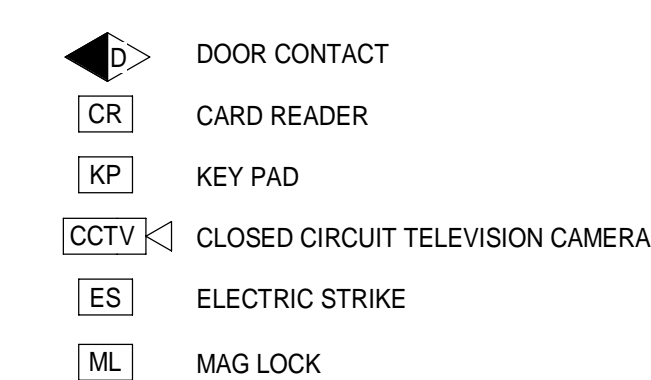 D DOOR CONTACT
CR CARD READER
KP KEY PAD
CCTV CLOSED CIRCUIT TELEVISION CAMERA
ES ELECTRIC STRIKE
ML MAG LOCK